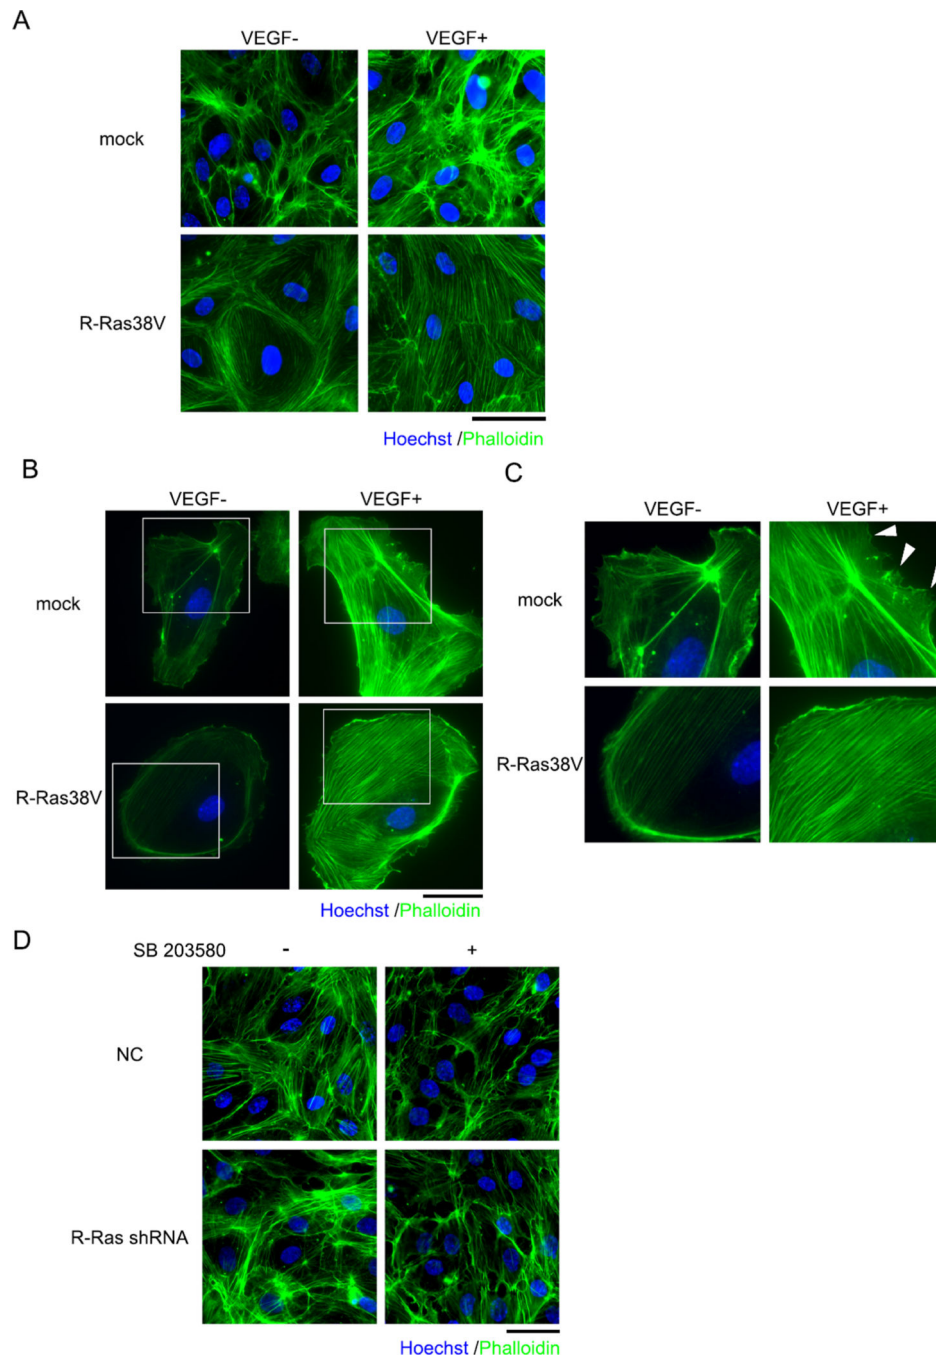 A
VEGF- VEGF+
mock
R-Ras38V
Hoechst /Phalloidin
B
VEGF- VEGF+
mock
R-Ras38V
Hoechst /Phalloidin
C
VEGF- VEGF+
mock
R-Ras38V
D
SB 203580 - +
NC
R-Ras shRNA
Hoechst /Phalloidin